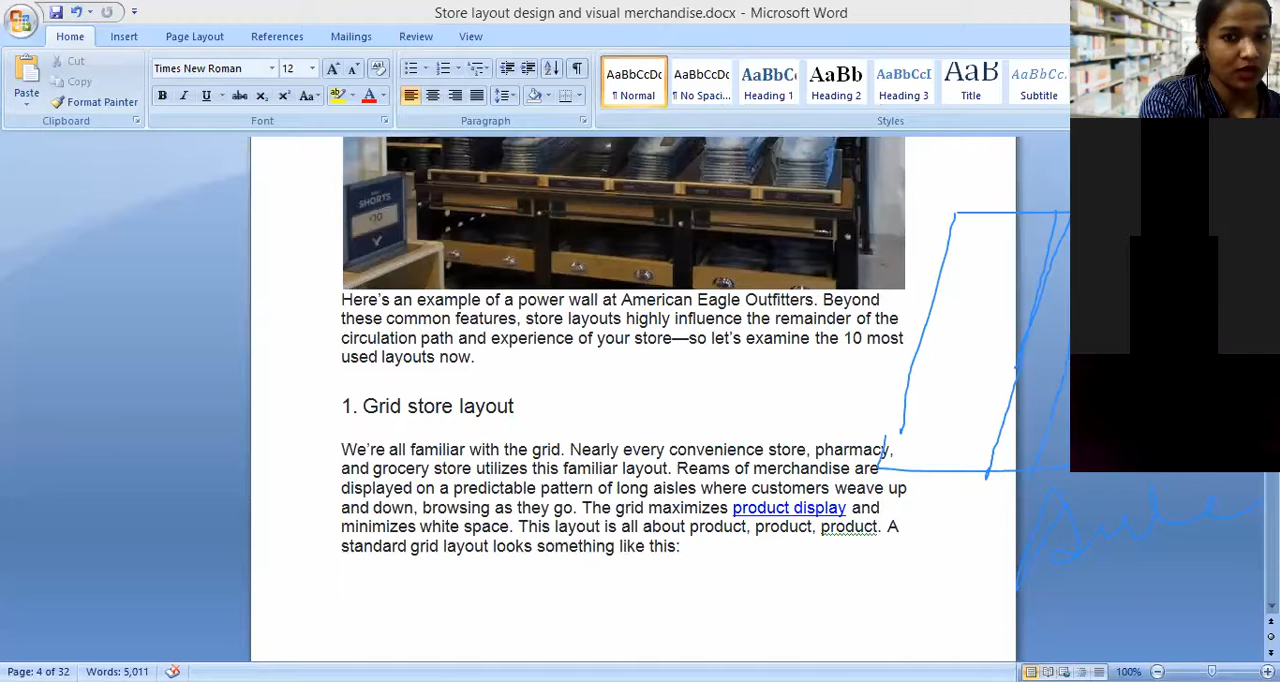 Store layout design and visual merchandise.docx - Microsoft Word
Home Insert Page Layout References Mailings Review View
Paste
Cut
Copy
Format Painter
Clipboard
Times New Roman 12
Font
Paragraph
AaBbCcDc AaBbCcDc AaBbC AaBb AaBbCcI AaB AaBbCcI
¶ Normal ¶ No Spaci... Heading 1 Heading 2 Heading 3 Title Subtitle
Styles
SHORTS
Here's an example of a power wall at American Eagle Outfitters. Beyond
these common features, store layouts highly influence the remainder of the
circulation path and experience of your store—so let's examine the 10 most
used layouts now.
1. Grid store layout
We're all familiar with the grid. Nearly every convenience store, pharmacy,
and grocery store utilizes this familiar layout. Reams of merchandise are
displayed on a predictable pattern of long aisles where customers weave up
and down, browsing as they go. The grid maximizes product display and
minimizes white space. This layout is all about product, product, product. A
standard grid layout looks something like this:
Page: 4 of 32 Words: 5,011 100%